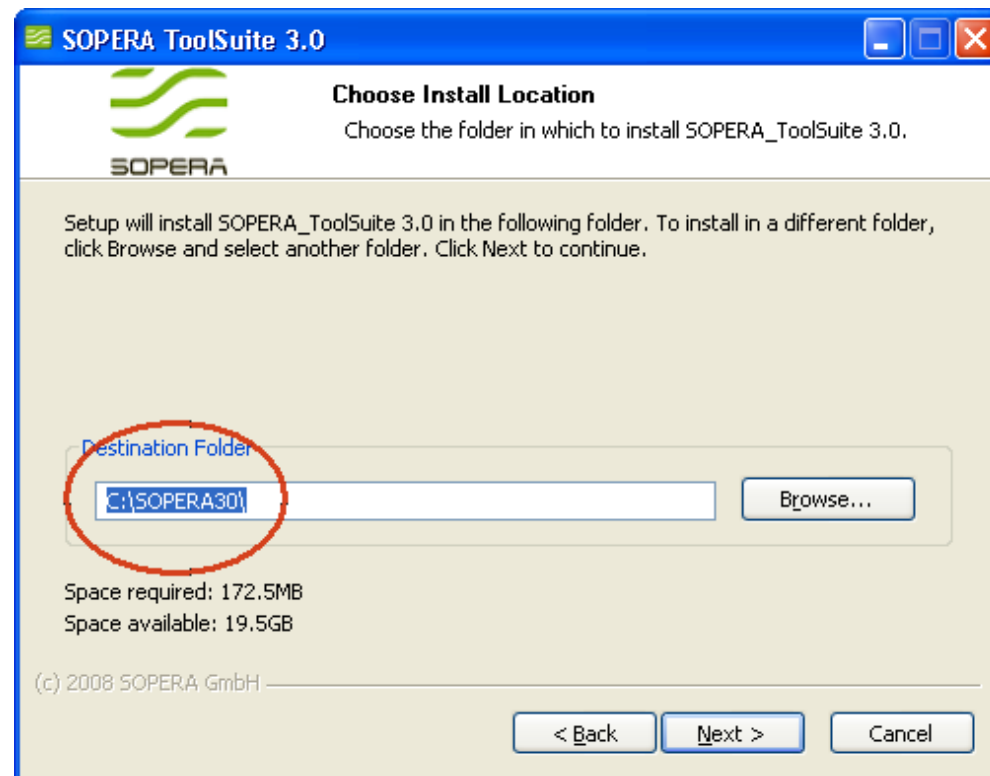 SOPERA ToolSuite 3.0
SOPERA
Choose Install Location
Choose the folder in which to install SOPERA_ToolSuite 3.0.
Setup will install SOPERA_ToolSuite 3.0 in the following folder. To install in a different folder,
click Browse and select another folder. Click Next to continue.
Destination Folder
C:\SOPERA30\
Browse...
Space required: 172.5MB
Space available: 19.5GB
(c) 2008 SOPERA GmbH
< Back
Next >
Cancel